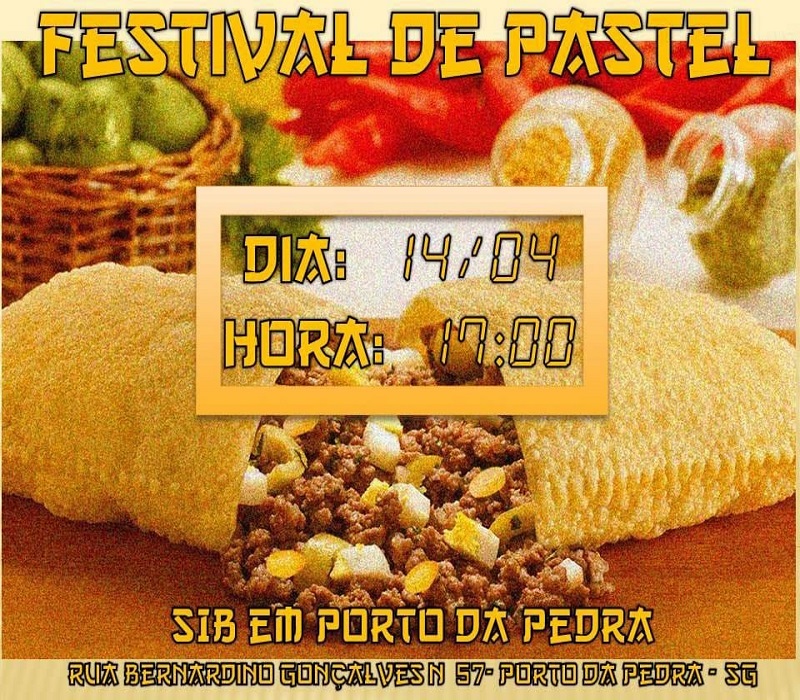 FESTIVAL DE PASTEL
DIA: 14/04
HORA: 17:00
SIB EM PORTO DA PEDRA
RUA BERNARDINO GONÇALVES N 57- PORTO DA PEDRA - SG